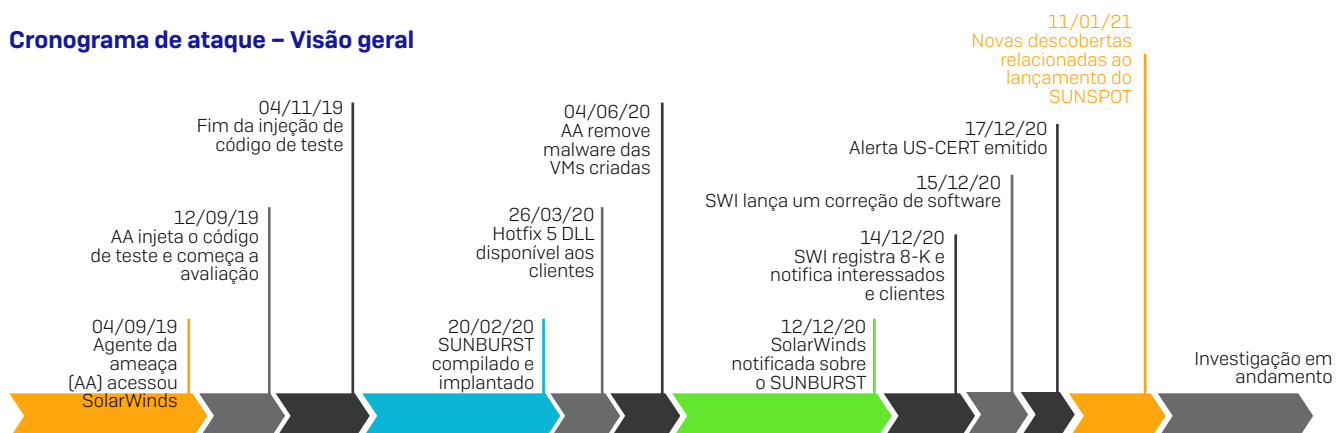 Cronograma de ataque – Visão geral
04/09/19
Agente da
ameaça
(AA) acessou
SolarWinds
12/09/19
AA injeta o código
de teste e começa a
avaliação
04/11/19
Fim da injeção de
código de teste
20/02/20
SUNBURST
compilado e
implantado
26/03/20
Hotfix 5 DLL
disponível aos
clientes
04/06/20
AA remove
malware das
VMs criadas
12/12/20
SolarWinds
notificada sobre
o SUNBURST
14/12/20
SWI registra 8-K e
notifica interessados
e clientes
15/12/20
SWI lança um correção de software
17/12/20
Alerta US-CERT emitido
11/01/21
Novas descobertas
relacionadas ao
lançamento do
SUNSPOT
Investigação em
andamento